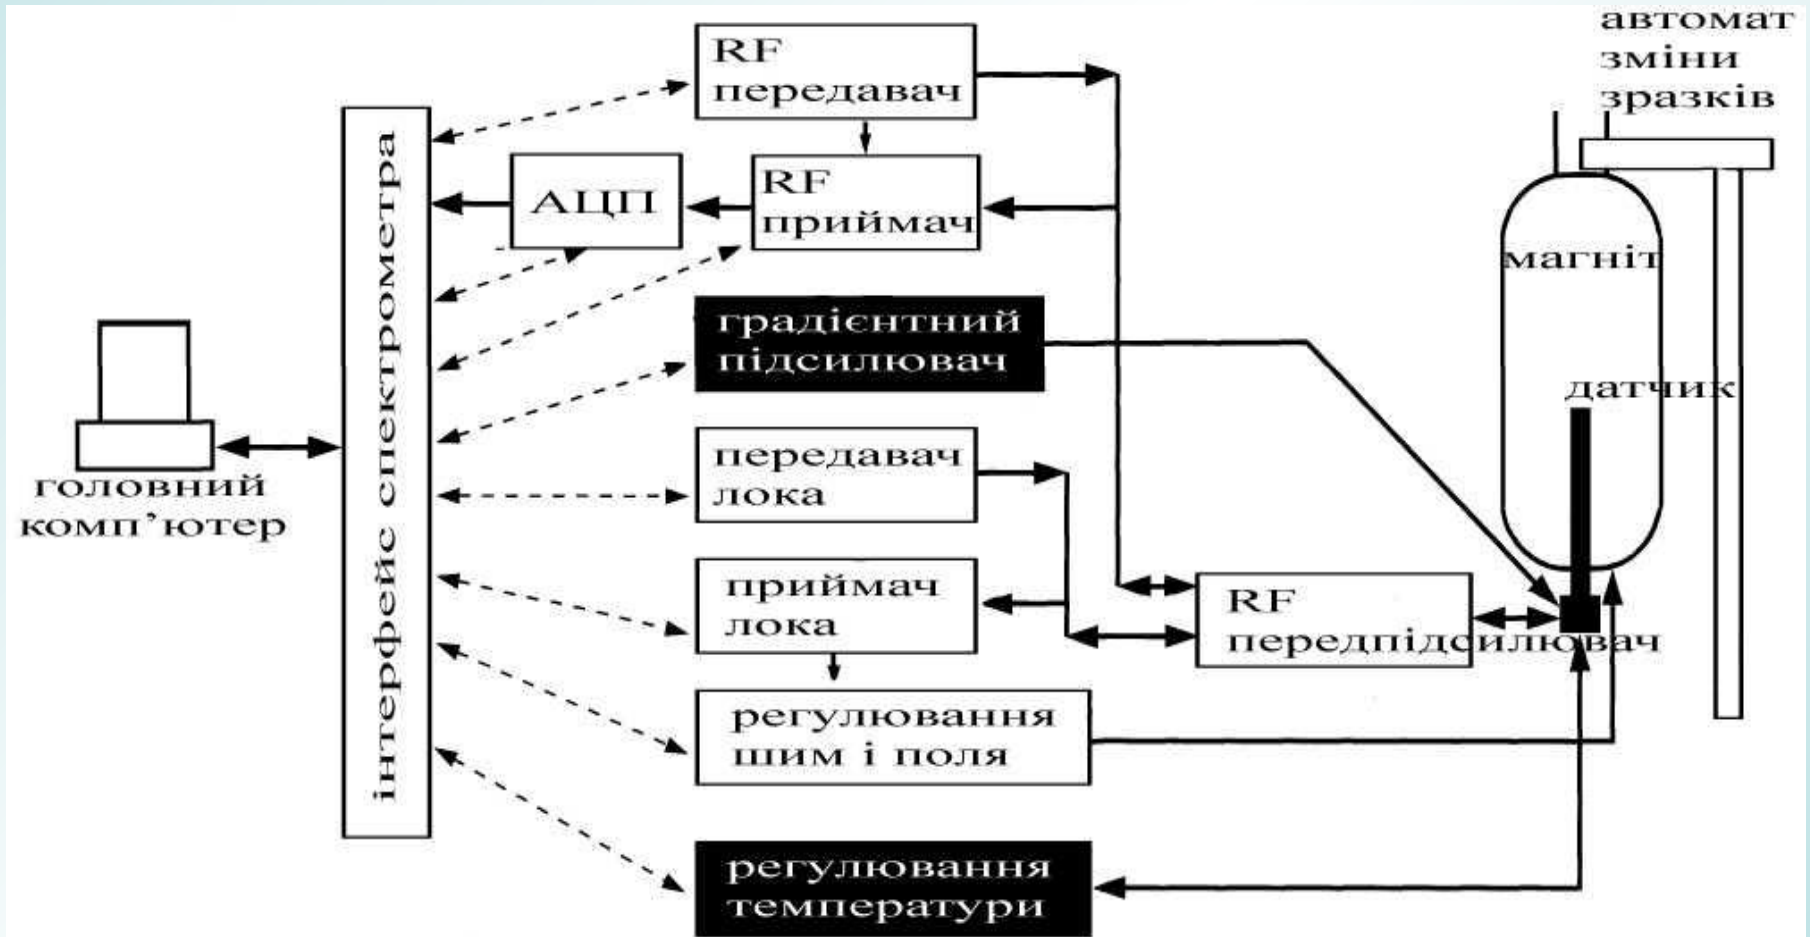 автомат
зміни
зразків
RF
передавач
АЦП
RF
приймач
магніт
градієнтний
підсилювач
датчик
інтерфейс спектрометра
передавач
лока
головний
комп’ютер
приймач
лока
RF
передпідсилювач
регулювання
шим і поля
регулювання
температури